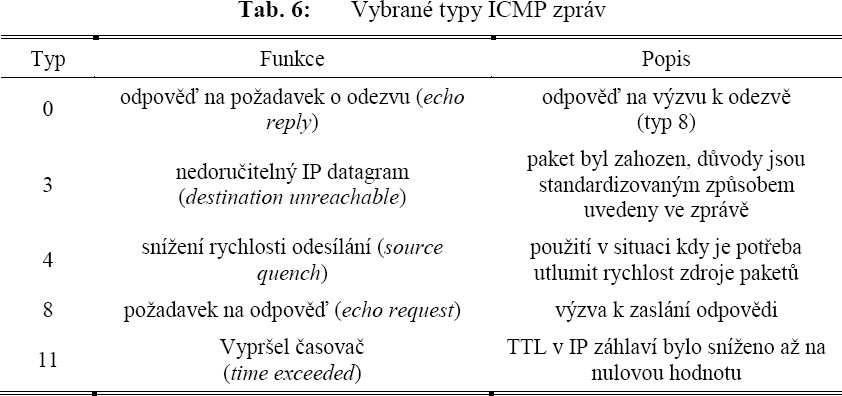 Tab. 6: Vybrané typy ICMP zpráv
Typ Funkce Popis
0 odpověď na požadavek o odezvu (echo reply) odpověď na výzvu k odezvě (typ 8)
3 nedoručitelný IP datagram (destination unreachable) paket byl zahozen, důvody jsou standardizovaným způsobem uvedeny ve zprávě
4 snížení rychlosti odesílání (source quench) použití v situaci kdy je potřeba utlumit rychlost zdroje paketů
8 požadavek na odpověď (echo request) výzva k zaslání odpovědi
11 Vypršel časovač (time exceeded) TTL v IP záhlaví bylo sníženo až na nulovou hodnotu